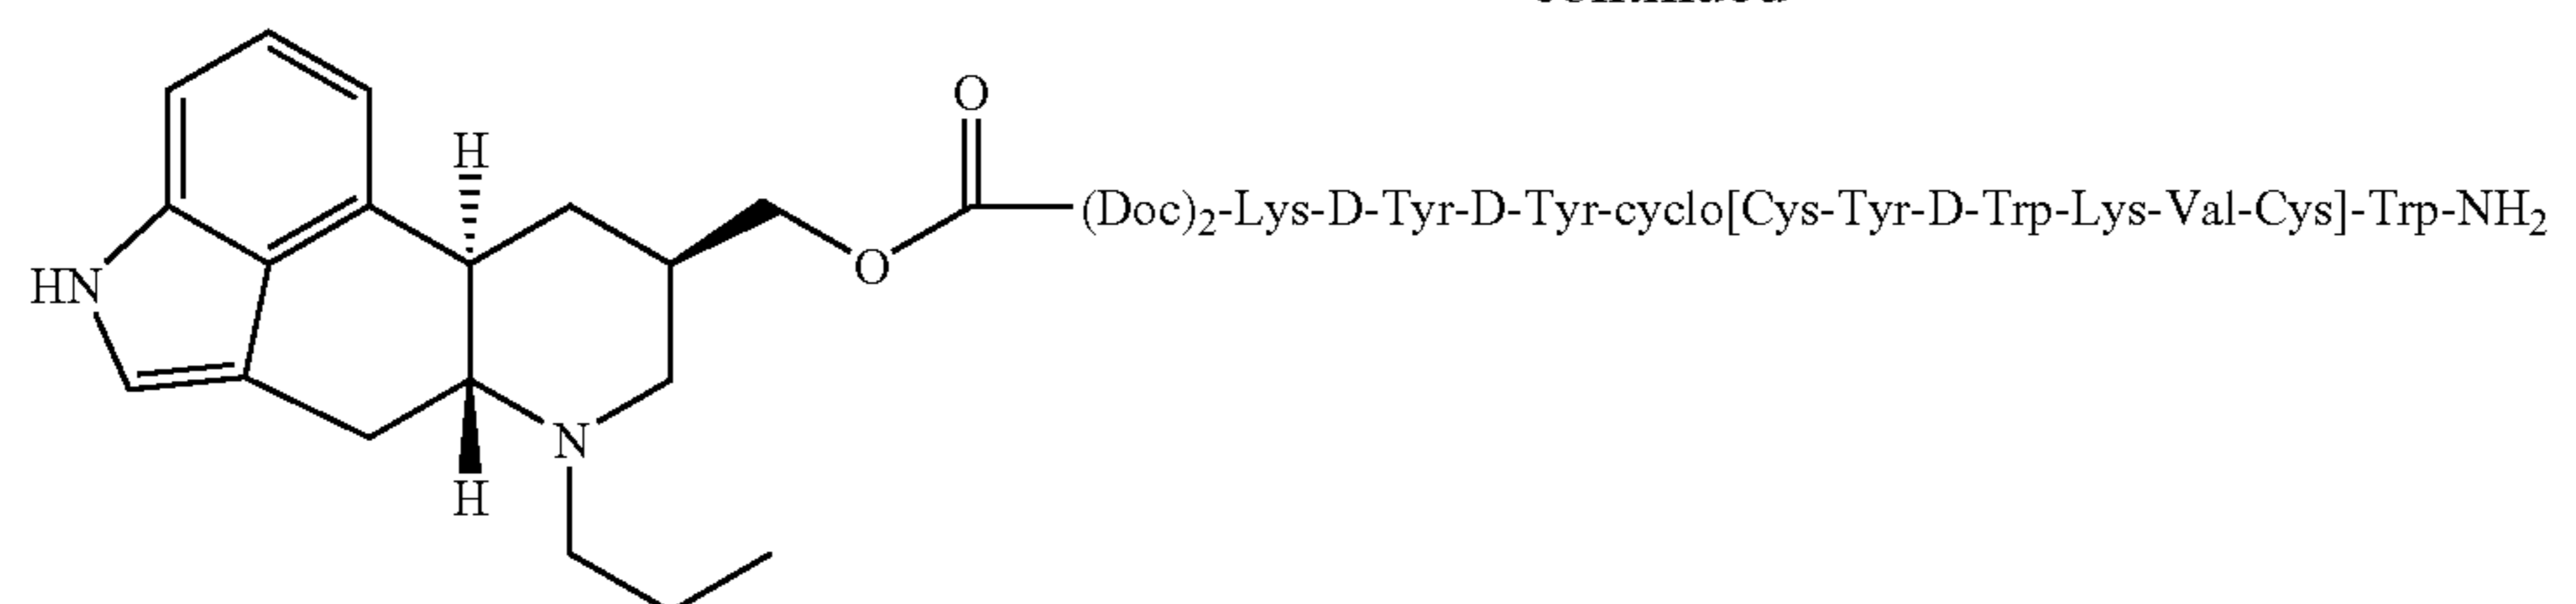 O
H
(Doc)₂-Lys-D-Tyr-D-Tyr-cyclo[Cys-Tyr-D-Trp-Lys-Val-Cys]-Trp-NH₂
O
HN
N
H